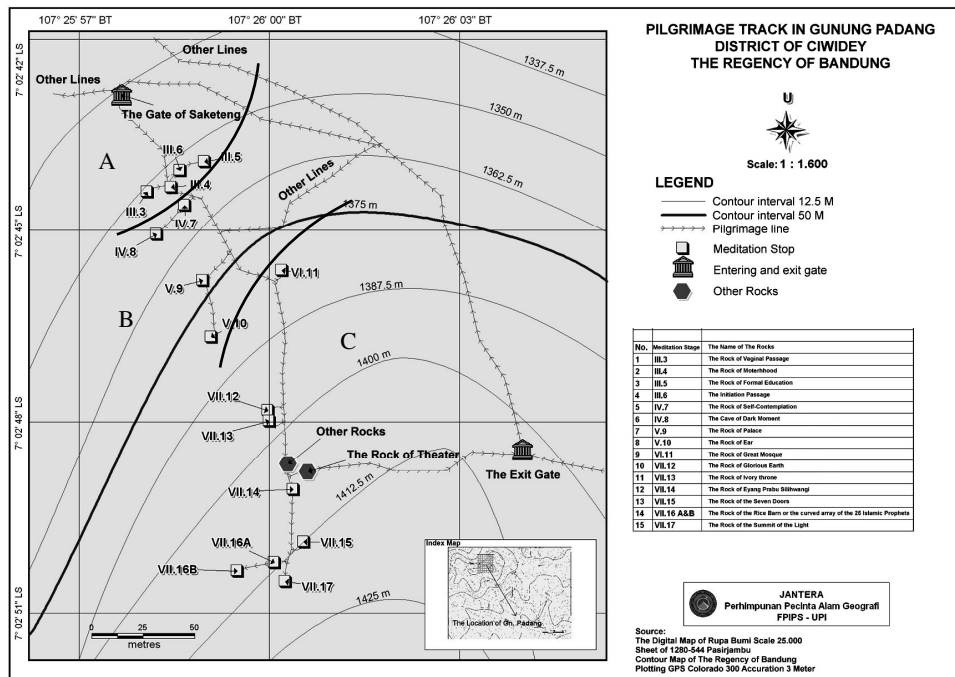 107° 25' 57" BT
107° 26' 00" BT
107° 26' 03" BT
7° 02' 42" LS
7° 02' 45" LS
7° 02' 48" LS
7° 02' 51" LS
Other Lines
Other Lines
Other Lines
The Gate of Saketeng
A
B
C
III.6
III.5
III.4
III.3
IV.7
IV.8
V.9
V.10
VI.11
VII.12
VII.13
Other Rocks
The Rock of Theater
The Exit Gate
VII.14
VII.15
VII.16A
VII.16B
VII.17
1337.5 m
1350 m
1362.5 m
1375 m
1387.5 m
1400 m
1412.5 m
1425 m
0 25 50
metres
Index Map
The Location of Gn. Padang
PILGRIMAGE TRACK IN GUNUNG PADANG
DISTRICT OF CIWIDEY
THE REGENCY OF BANDUNG
U
Scale: 1 : 1.600
LEGEND
Contour interval 12.5 M
Contour interval 50 M
Pilgrimage line
Meditation Stop
Entering and exit gate
Other Rocks
No. Meditation Stage The Name of The Rocks
1 III.3 The Rock of Vaginal Passage
2 III.4 The Rock of Moterhhood
3 III.5 The Rock of Formal Education
4 III.6 The Initiation Passage
5 IV.7 The Rock of Self-Contemplation
6 IV.8 The Cave of Dark Moment
7 V.9 The Rock of Palace
8 V.10 The Rock of Ear
9 VI.11 The Rock of Great Mosque
10 VII.12 The Rock of Glorious Earth
11 VII.13 The Rock of Ivory throne
12 VII.14 The Rock of Eyang Prabu Silihwangi
13 VII.15 The Rock of the Seven Doors
14 VII.16 A&B The Rock of the Rice Barn or the curved array of the 25 Islamic Prophets
15 VII.17 The Rock of the Summit of the Light
JANTERA
Perhimpunan Pecinta Alam Geografi
FPIPS - UPI
Source:
The Digital Map of Rupa Bumi Scale 25.000
Sheet of 1280-544 Pasirjambu
Contour Map of The Regency of Bandung
Plotting GPS Colorado 300 Accuration 3 Meter